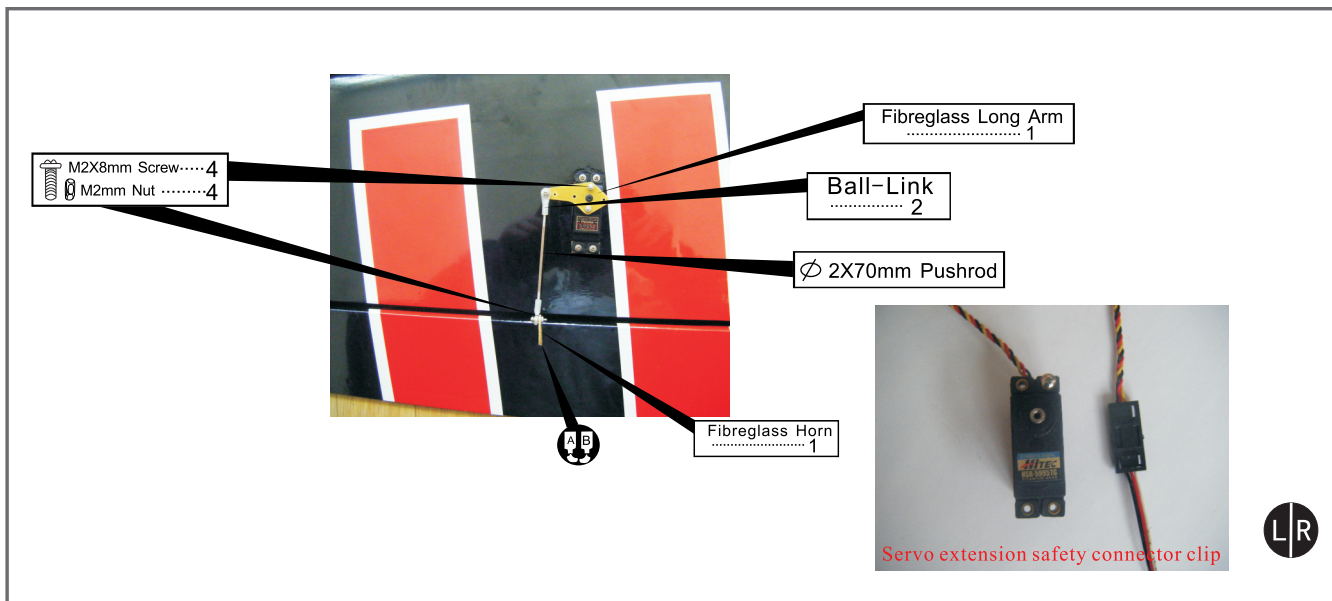 Fibreglass Long Arm
························ 1
M2X8mm Screw·····4
M2mm Nut ·········4
Ball-Link
··············· 2
Ø 2X70mm Pushrod
Fibreglass Horn
······················ 1
A B
HiTEC
Servo extension safety connector clip
L R